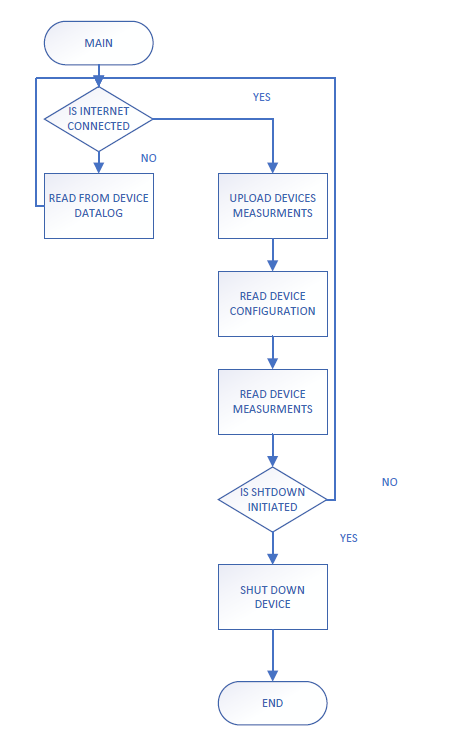 MAIN
IS INTERNET
CONNECTED
YES
NO
READ FROM DEVICE
DATALOG
UPLOAD DEVICES
MEASURMENTS
READ DEVICE
CONFIGURATION
READ DEVICE
MEASURMENTS
IS SHTDOWN
INITIATED
NO
YES
SHUT DOWN
DEVICE
END